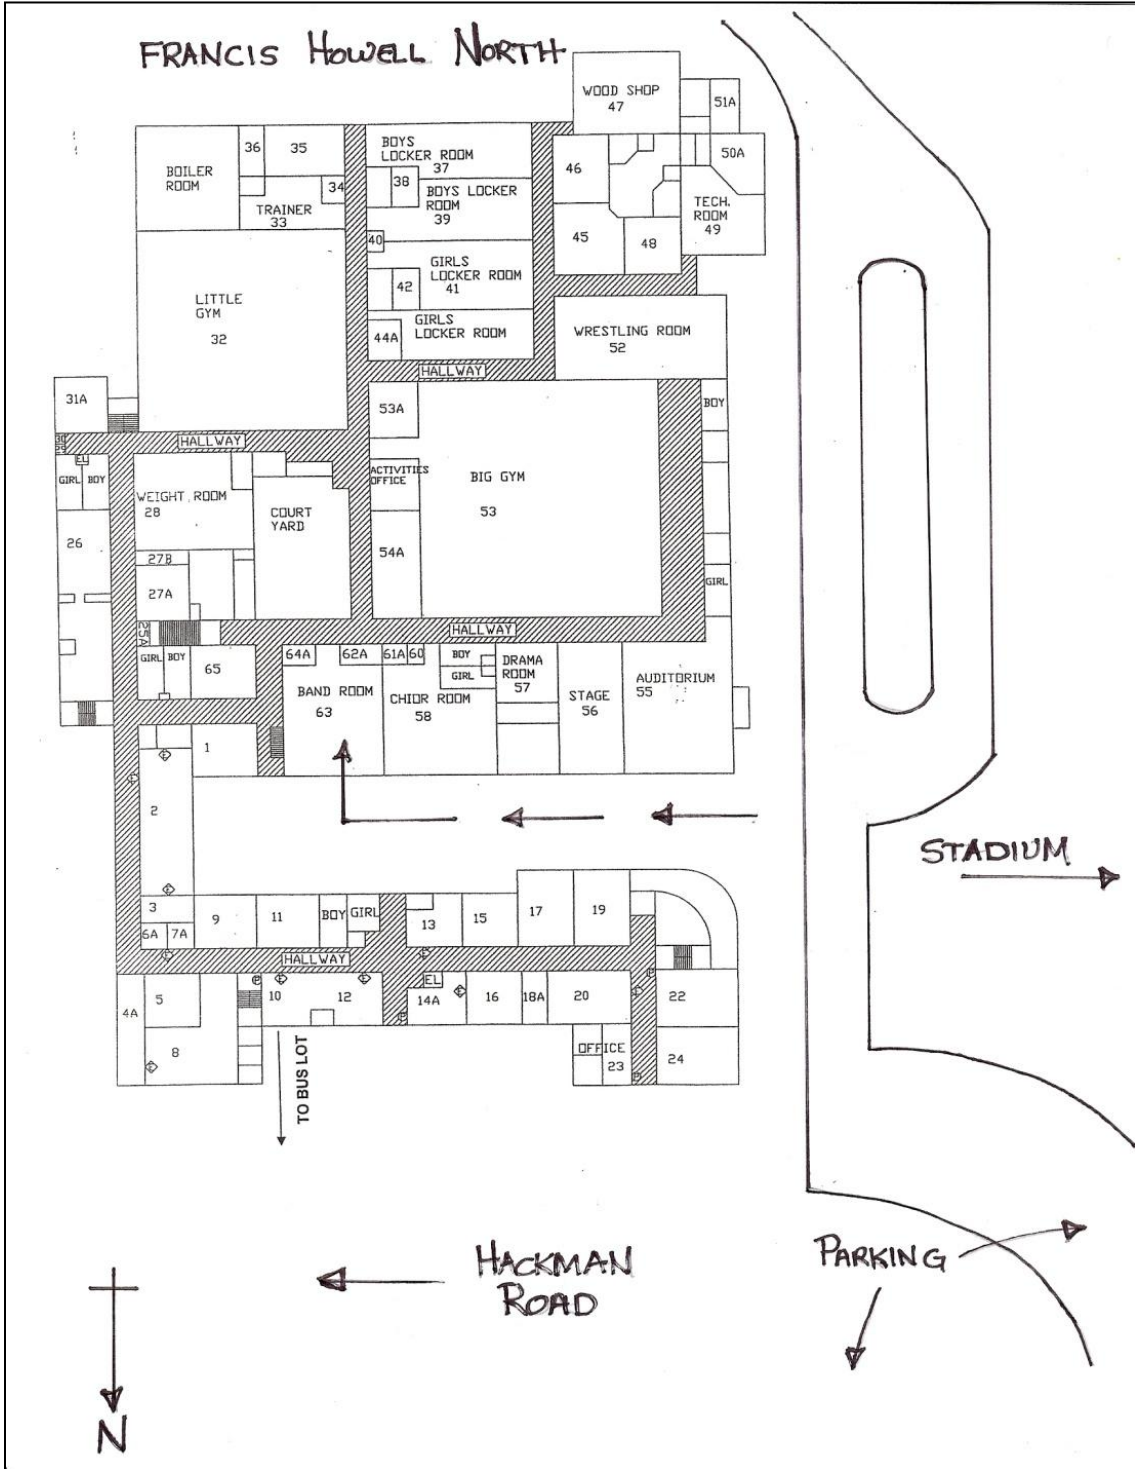 FRANCIS HOWELL NORTH
WOOD SHOP
47
51A
36
35
BOYS
LOCKER ROOM
37
BOILER
ROOM
46
50A
38
34
BOYS LOCKER
ROOM
39
TRAINER
33
TECH.
ROOM
49
45
48
40
GIRLS
LOCKER ROOM
41
42
LITTLE
GYM
32
GIRLS
LOCKER ROOM
44A
WRESTLING ROOM
52
HALLWAY
31A
53A
BOY
HALLWAY
EL
GIRL
BOY
ACTIVITIES
OFFICE
BIG GYM
53
WEIGHT ROOM
28
COURT
YARD
26
54A
27B
27A
GIRL
25A
HALLWAY
GIRL
BOY
65
64A
62A
61A
60
BOY
GIRL
DRAMA
ROOM
57
BAND ROOM
63
CHIOR ROOM
58
STAGE
56
AUDITORIUM
55
1
2
STADIUM
3
6A
7A
9
11
BOY
GIRL
13
15
17
19
HALLWAY
4A
5
10
12
EL
14A
16
18A
20
22
8
OFFICE
23
24
TO BUS LOT
HACKMAN
ROAD
PARKING
N